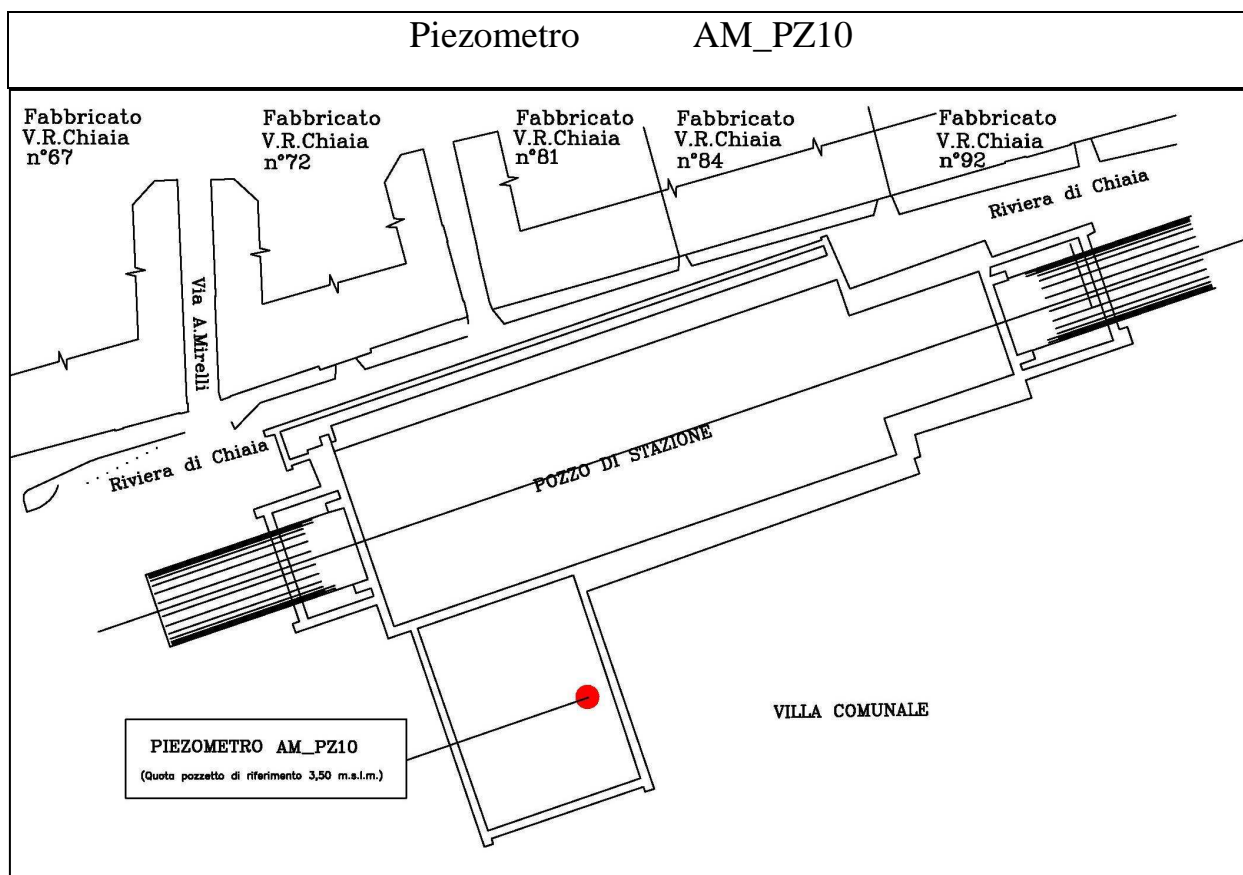 Piezometro AM_PZ10
Fabbricato
V.R.Chiaia
n°67
Fabbricato
V.R.Chiaia
n°72
Fabbricato
V.R.Chiaia
n°81
Fabbricato
V.R.Chiaia
n°84
Fabbricato
V.R.Chiaia
n°92
Riviera di Chiaia
Via A.Mirelli
Riviera di Chiaia
POZZO DI STAZIONE
VILLA COMUNALE
PIEZOMETRO AM_PZ10
(Quota pozzetto di riferimento 3,50 m.s.l.m.)